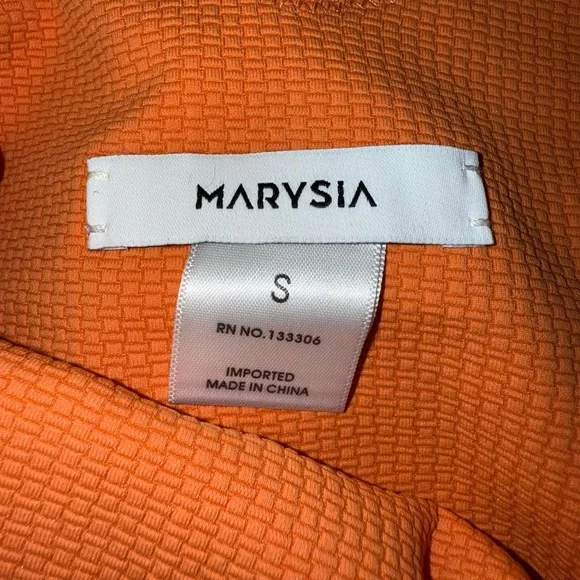 MARYSIA
S
RN NO.133306
IMPORTED
MADE IN CHINA